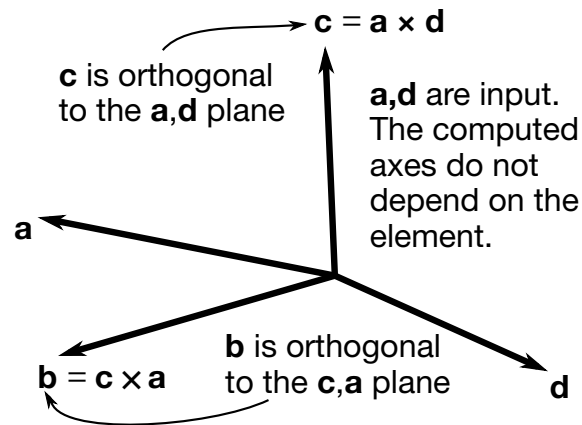 c = a × d
c is orthogonal
to the a,d plane
a,d are input.
The computed
axes do not
depend on the
element.
a
b = c × a
b is orthogonal
to the c,a plane
d